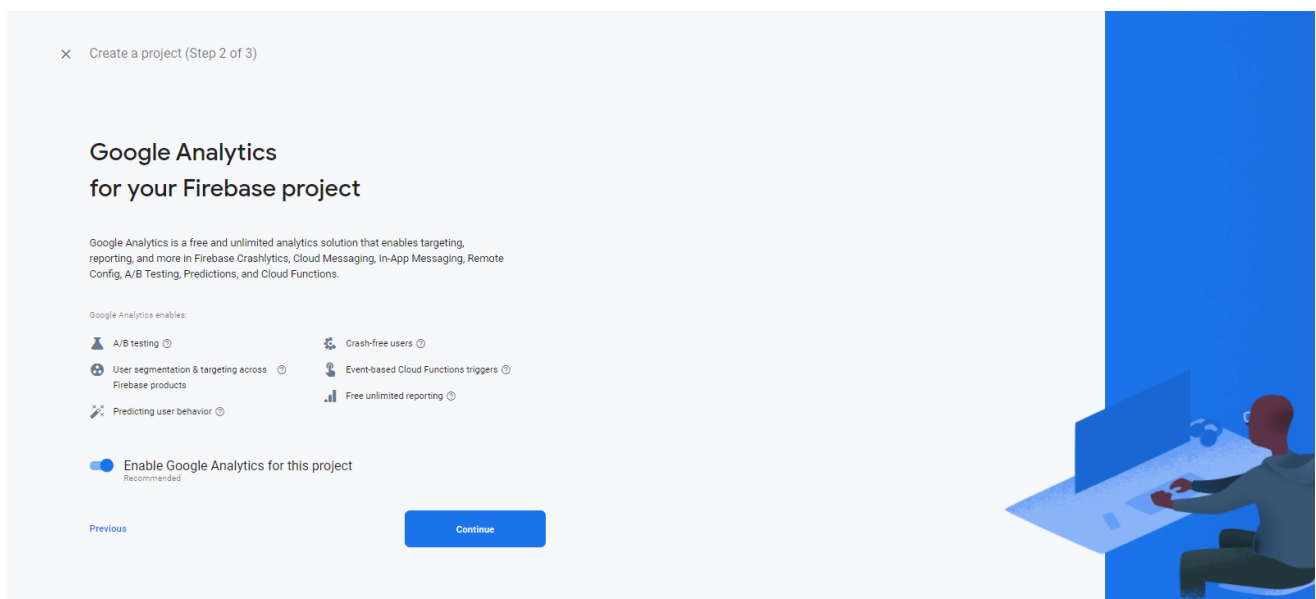 Create a project (Step 2 of 3)
Google Analytics
for your Firebase project
Google Analytics is a free and unlimited analytics solution that enables targeting,
reporting, and more in Firebase Crashlytics, Cloud Messaging, In-App Messaging, Remote
Config, A/B Testing, Predictions, and Cloud Functions.
Google Analytics enables:
A/B testing
User segmentation & targeting across
Firebase products
Predicting user behavior
Crash-free users
Event-based Cloud Functions triggers
Free unlimited reporting
Enable Google Analytics for this project
Recommended
Previous
Continue